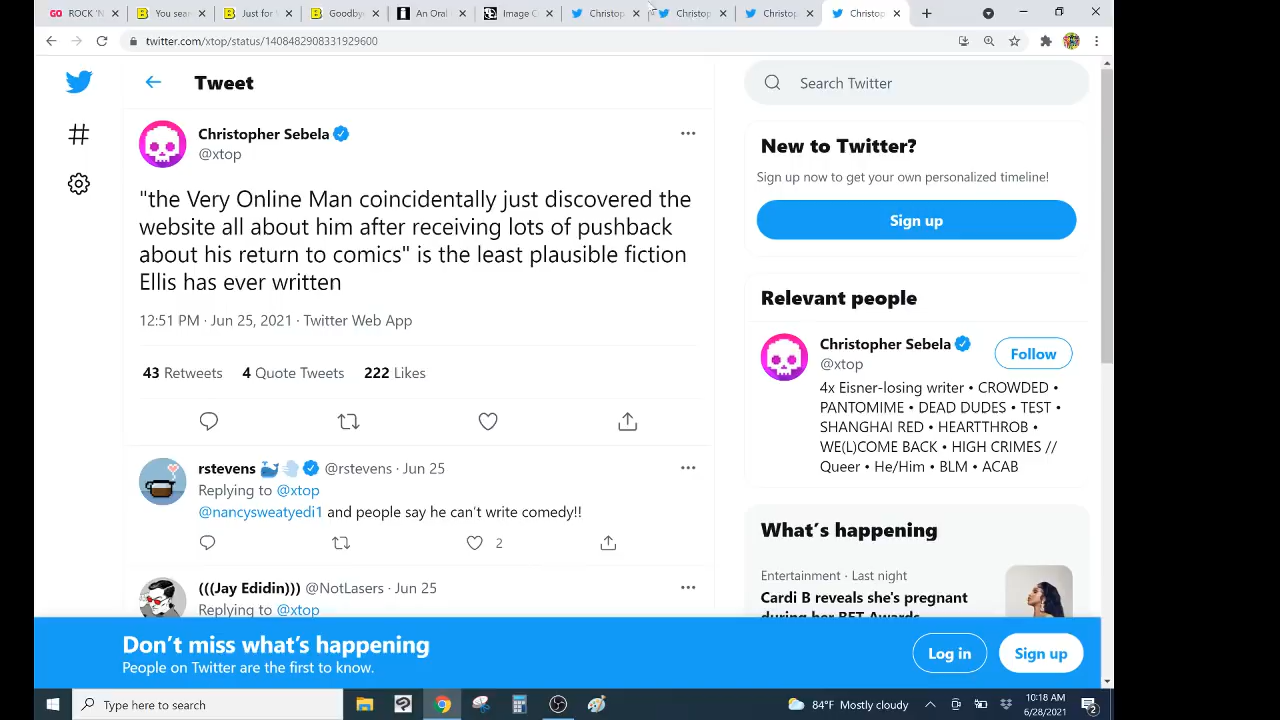 GO ROCK 'N
You sear
Just for
Goodby
An Oral
Image C
Christop
Christop
Christop
Christop
twitter.com/xtop/status/1408482908331929600
Tweet
Search Twitter
Christopher Sebela
@xtop
"the Very Online Man coincidentally just discovered the
website all about him after receiving lots of pushback
about his return to comics" is the least plausible fiction
Ellis has ever written
12:51 PM · Jun 25, 2021 · Twitter Web App
43 Retweets 4 Quote Tweets 222 Likes
rstevens @rstevens · Jun 25
Replying to @xtop
@nancysweatyedi1 and people say he can't write comedy!!
2
(((Jay Edidin))) @NotLasers · Jun 25
Replying to @xtop
New to Twitter?
Sign up now to get your own personalized timeline!
Sign up
Relevant people
Christopher Sebela
@xtop
Follow
4x Eisner-losing writer • CROWDED •
PANTOMIME • DEAD DUDES • TEST •
SHANGHAI RED • HEARTTHROB •
WE(L)COME BACK • HIGH CRIMES //
Queer • He/Him • BLM • ACAB
What's happening
Entertainment · Last night
Cardi B reveals she's pregnant
during her BET Awards
Don't miss what's happening
People on Twitter are the first to know.
Log in
Sign up
Type here to search
84°F Mostly cloudy
10:18 AM
6/28/2021
2